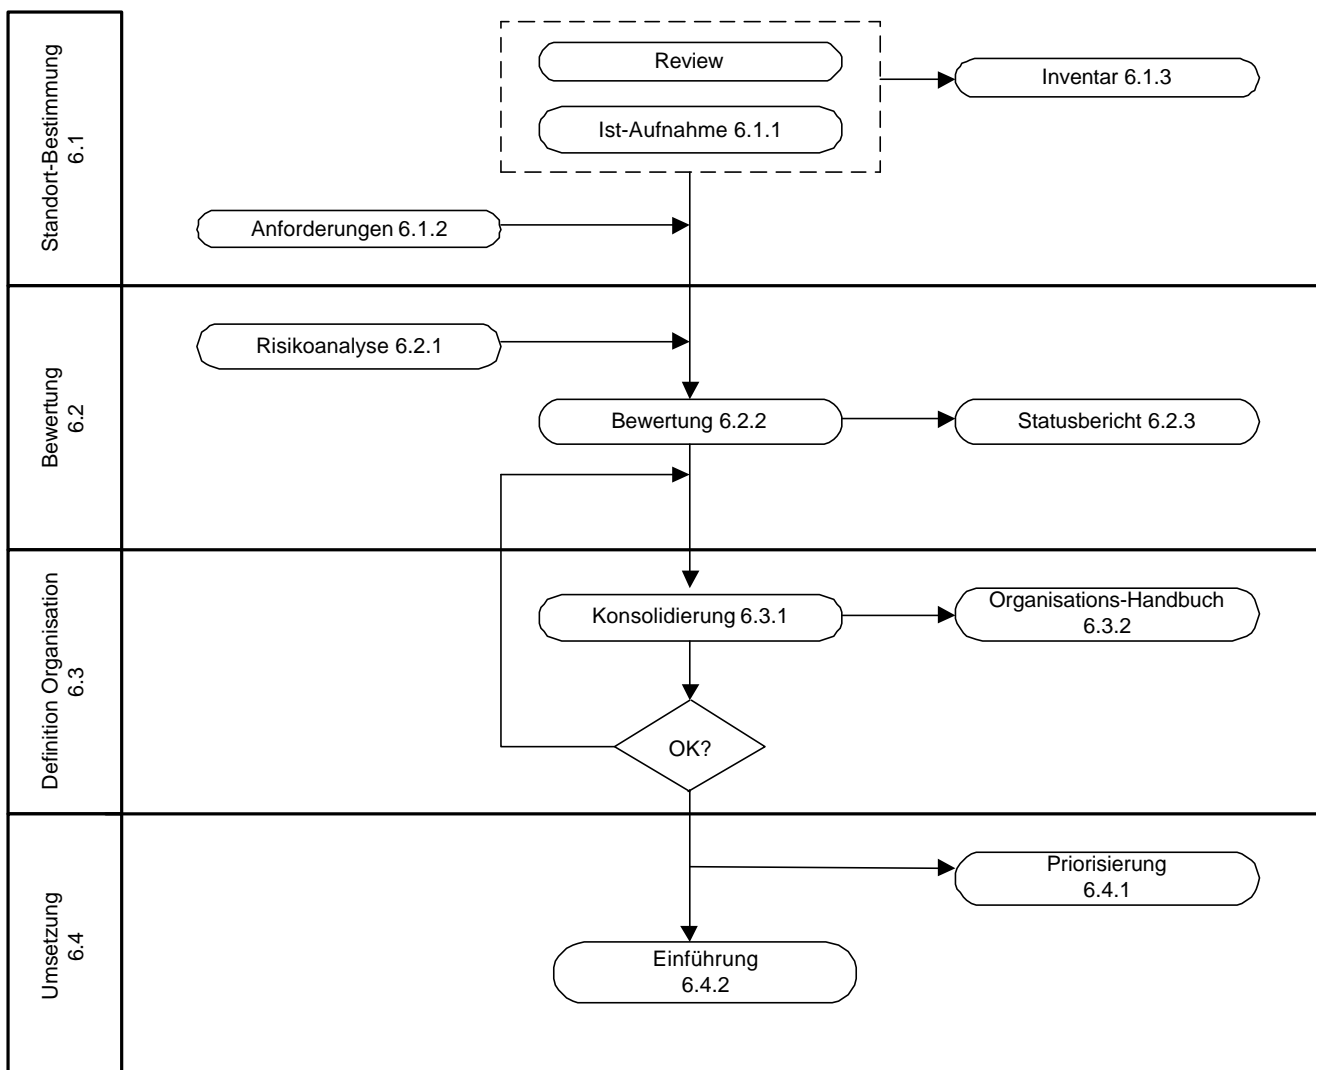 Standort-Bestimmung
6.1
Review
Ist-Aufnahme 6.1.1
Inventar 6.1.3
Anforderungen 6.1.2
Bewertung
6.2
Risikoanalyse 6.2.1
Bewertung 6.2.2
Statusbericht 6.2.3
Definition Organisation
6.3
Konsolidierung 6.3.1
Organisations-Handbuch
6.3.2
OK?
Umsetzung
6.4
Priorisierung
6.4.1
Einführung
6.4.2